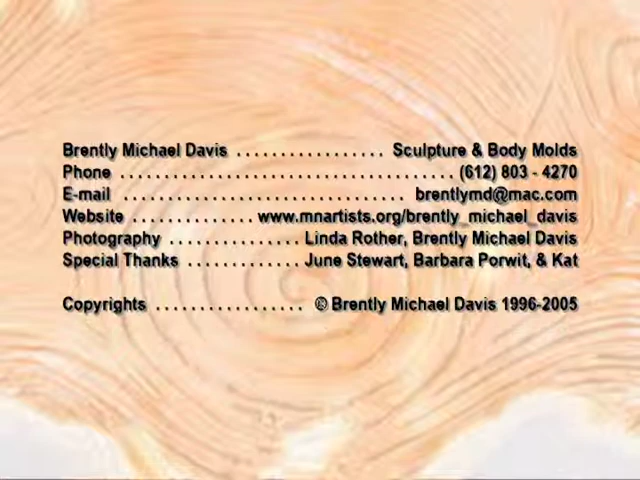 Brently Michael Davis . . . . . . . . . . . . . . . . . Sculpture & Body Molds
Phone . . . . . . . . . . . . . . . . . . . . . . . . . . . . . . . . . . . . . . (612) 803 - 4270
E-mail . . . . . . . . . . . . . . . . . . . . . . . . . . . . . . . . brentlymd@mac.com
Website . . . . . . . . . . . . . . www.mnartists.org/brently_michael_davis
Photography . . . . . . . . . . . . . . . Linda Rother, Brently Michael Davis
Special Thanks . . . . . . . . . . . . . June Stewart, Barbara Porwit, & Kat
Copyrights . . . . . . . . . . . . . . . . . © Brently Michael Davis 1996-2005